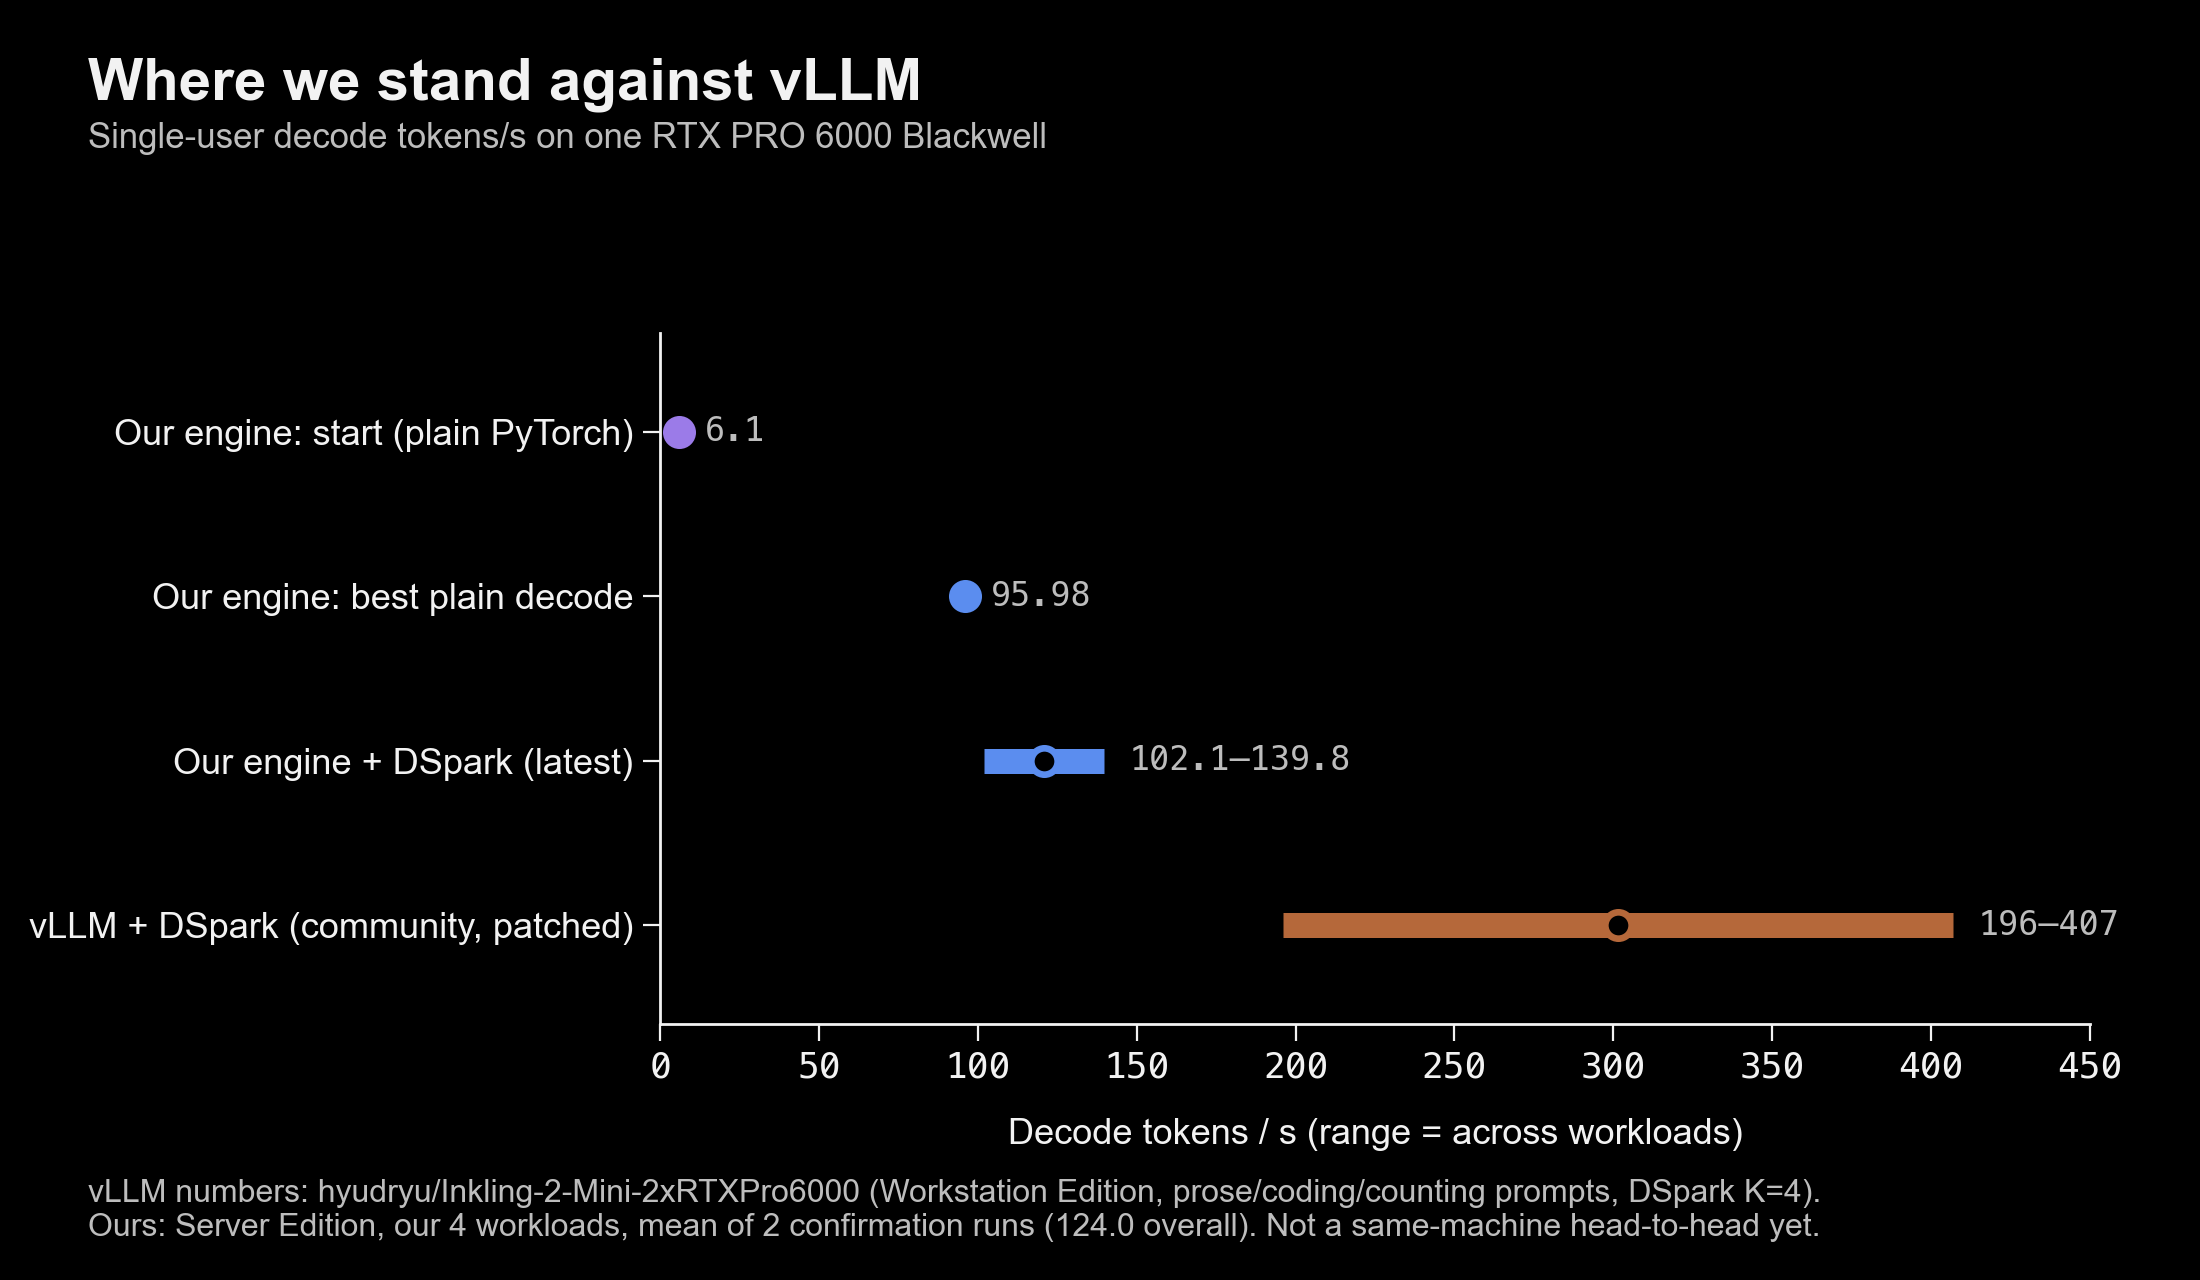 Where we stand against vLLM
Single-user decode tokens/s on one RTX PRO 6000 Blackwell
Our engine: start (plain PyTorch)
6.1
Our engine: best plain decode
95.98
Our engine + DSpark (latest)
102.1–139.8
vLLM + DSpark (community, patched)
196–407
0 50 100 150 200 250 300 350 400 450
Decode tokens / s (range = across workloads)
vLLM numbers: hyudryu/Inkling-2-Mini-2xRTXPro6000 (Workstation Edition, prose/coding/counting prompts, DSpark K=4).
Ours: Server Edition, our 4 workloads, mean of 2 confirmation runs (124.0 overall). Not a same-machine head-to-head yet.